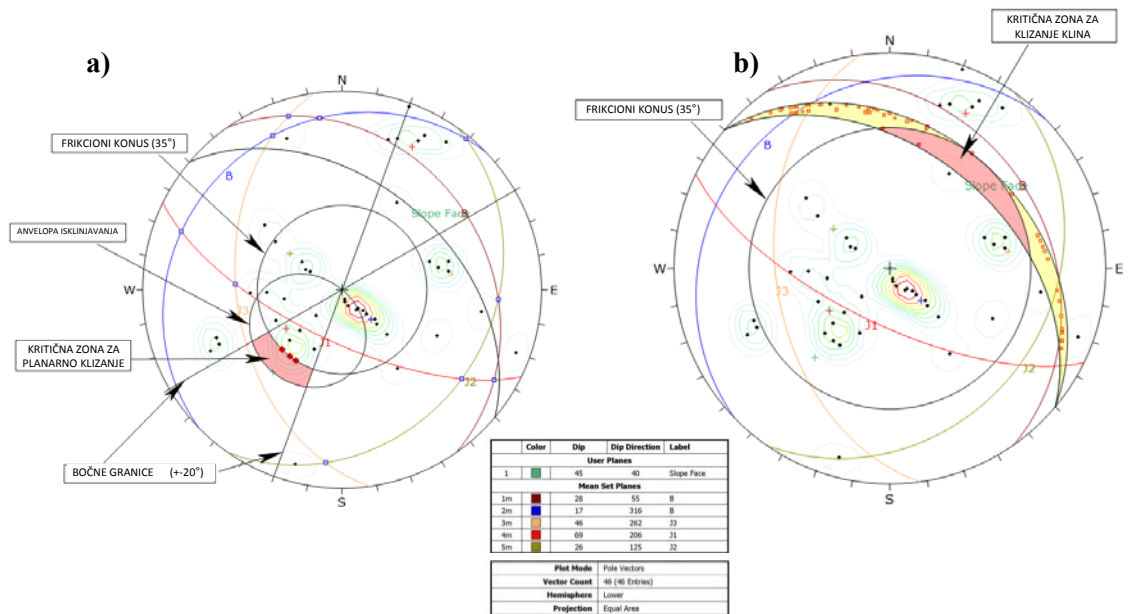 a)
N
FRIKCIONI KONUS (35°)
B
Slope Face
B
ANVELOPA ISKLJINJAVANJA
W
E
J3
KRITIČNA ZONA ZA
PLANARNO KLIZANJE
J1
J2
BOČNE GRANICE (+-20°)
S
b)
KRITIČNA ZONA ZA
KLIZANJE KLINA
N
FRIKCIONI KONUS (35°)
B
Slope Face
B
W
E
J3
J1
J2
S
Color Dip Dip Direction Label
User Planes
1 45 40 Slope Face
Mean Set Planes
1m 28 55 B
2m 17 316 B
3m 46 262 J3
4m 69 206 J1
5m 26 125 J2
Plot Mode Pole Vectors
Vector Count 46 (46 Entries)
Hemisphere Lower
Projection Equal Area